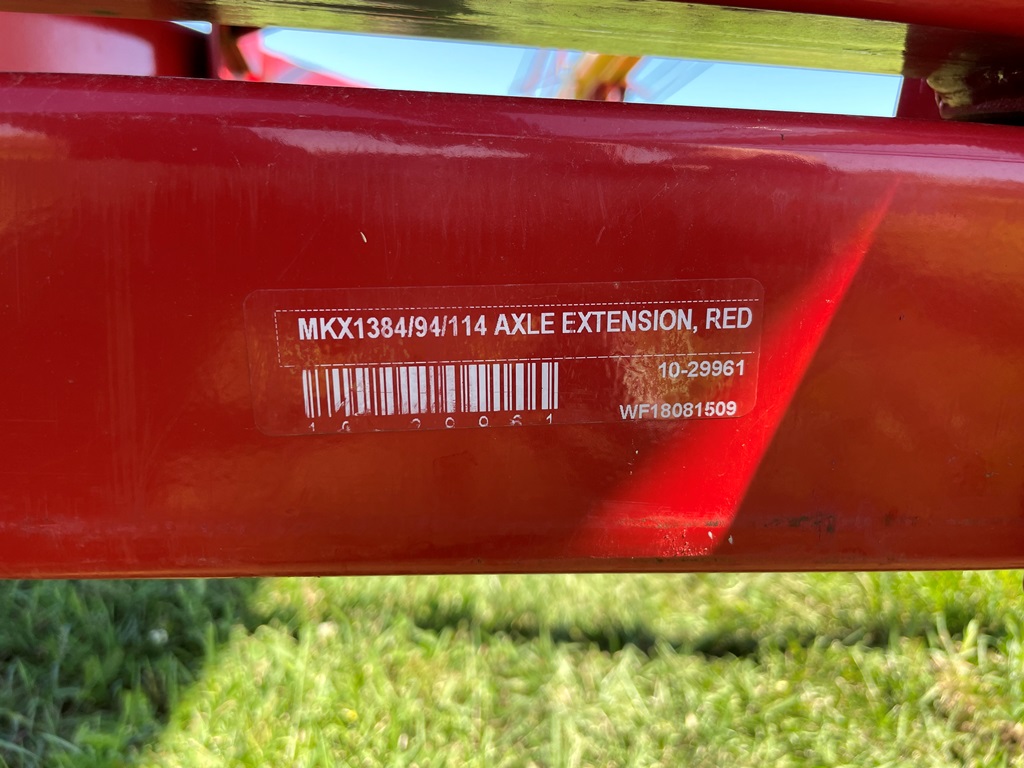 MKX1384/94/114 AXLE EXTENSION, RED
10-29961
WF18081509